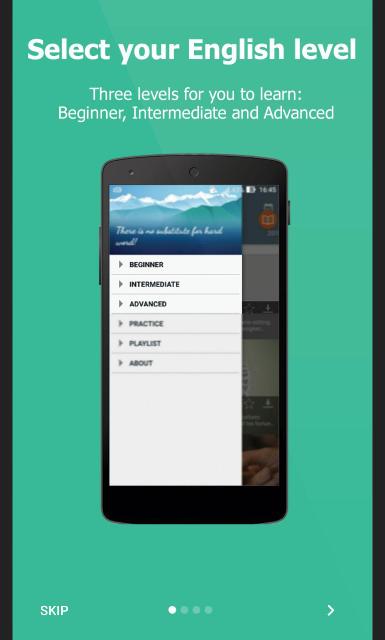 Select your English level
Three levels for you to learn:
Beginner, Intermediate and Advanced
16:45
There is no substitute for hard
word!
BEGINNER
INTERMEDIATE
ADVANCED
PRACTICE
PLAYLIST
ABOUT
SKIP